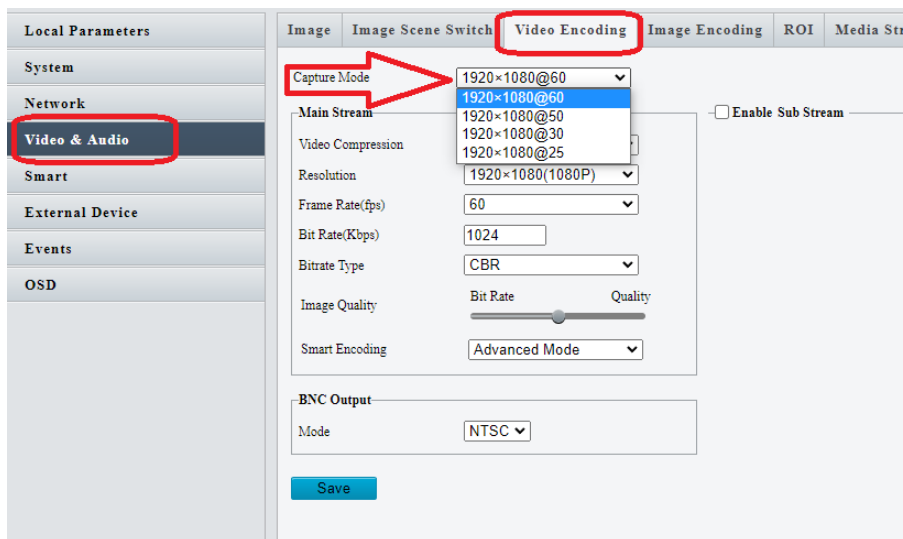 Local Parameters
System
Network
Video & Audio
Smart
External Device
Events
OSD
Image Image Scene Switch Video Encoding Image Encoding ROI Media Str
Capture Mode 1920×1080@60
1920×1080@60
1920×1080@50
1920×1080@30
1920×1080@25
Main Stream
Enable Sub Stream
Video Compression
Resolution 1920×1080(1080P)
Frame Rate(fps) 60
Bit Rate(Kbps) 1024
Bitrate Type CBR
Image Quality Bit Rate Quality
Smart Encoding Advanced Mode
BNC Output
Mode NTSC
Save